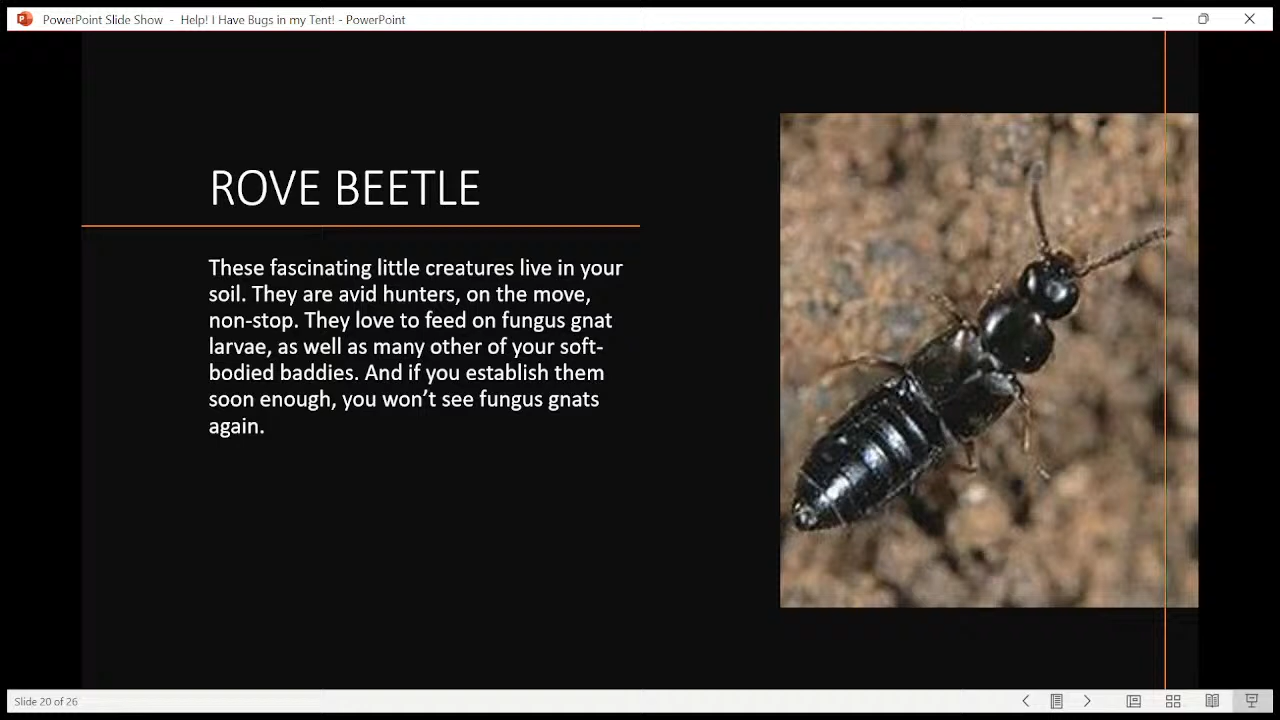 PowerPoint Slide Show - Help! I Have Bugs in my Tent! - PowerPoint
ROVE BEETLE
These fascinating little creatures live in your
soil. They are avid hunters, on the move,
non-stop. They love to feed on fungus gnat
larvae, as well as many other of your soft-
bodied baddies. And if you establish them
soon enough, you won’t see fungus gnats
again.
Slide 20 of 26